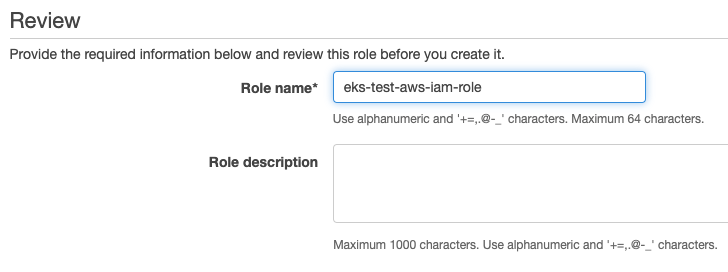 Review
Provide the required information below and review this role before you create it.
Role name* eks-test-aws-iam-role
Use alphanumeric and '+=,.@-_' characters. Maximum 64 characters.
Role description
Maximum 1000 characters. Use alphanumeric and '+=,.@-_' characters.